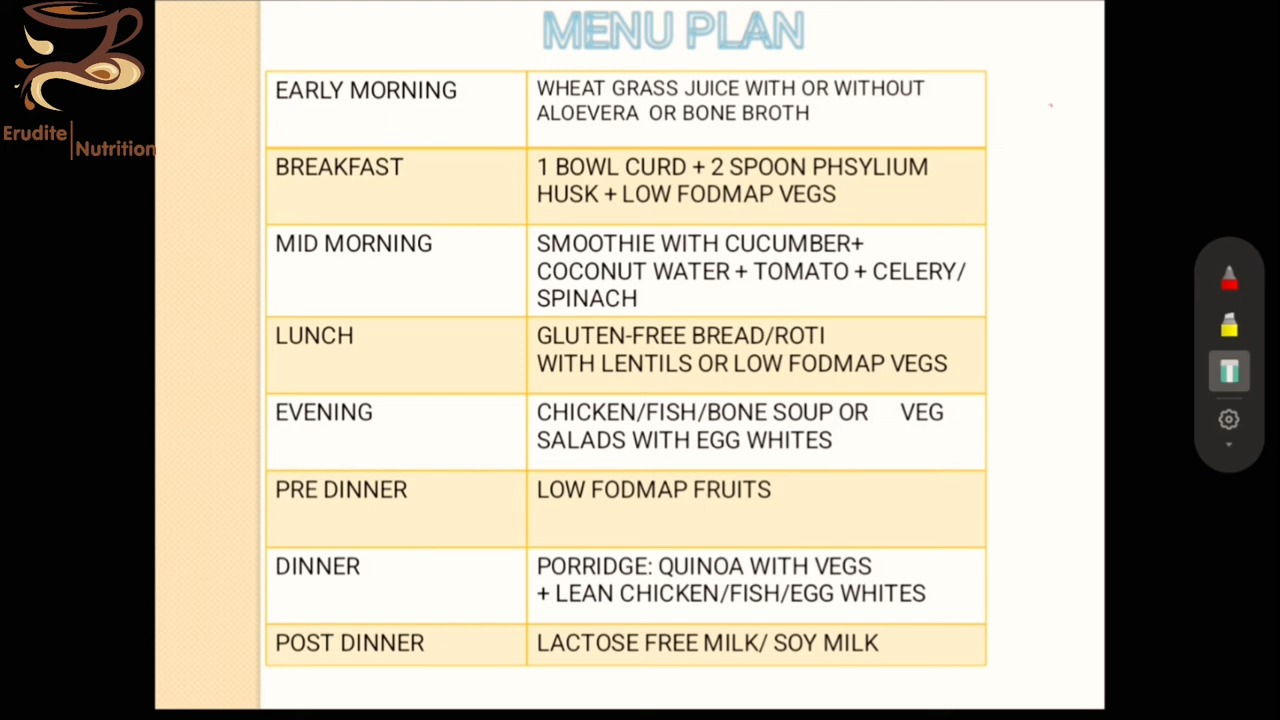 Erudite
Nutrition
MENU PLAN
EARLY MORNING
WHEAT GRASS JUICE WITH OR WITHOUT
ALOEVERA OR BONE BROTH
BREAKFAST
1 BOWL CURD + 2 SPOON PHSYLIUM
HUSK + LOW FODMAP VEGS
MID MORNING
SMOOTHIE WITH CUCUMBER+
COCONUT WATER + TOMATO + CELERY/
SPINACH
LUNCH
GLUTEN-FREE BREAD/ROTI
WITH LENTILS OR LOW FODMAP VEGS
EVENING
CHICKEN/FISH/BONE SOUP OR VEG
SALADS WITH EGG WHITES
PRE DINNER
LOW FODMAP FRUITS
DINNER
PORRIDGE: QUINOA WITH VEGS
+ LEAN CHICKEN/FISH/EGG WHITES
POST DINNER
LACTOSE FREE MILK/ SOY MILK